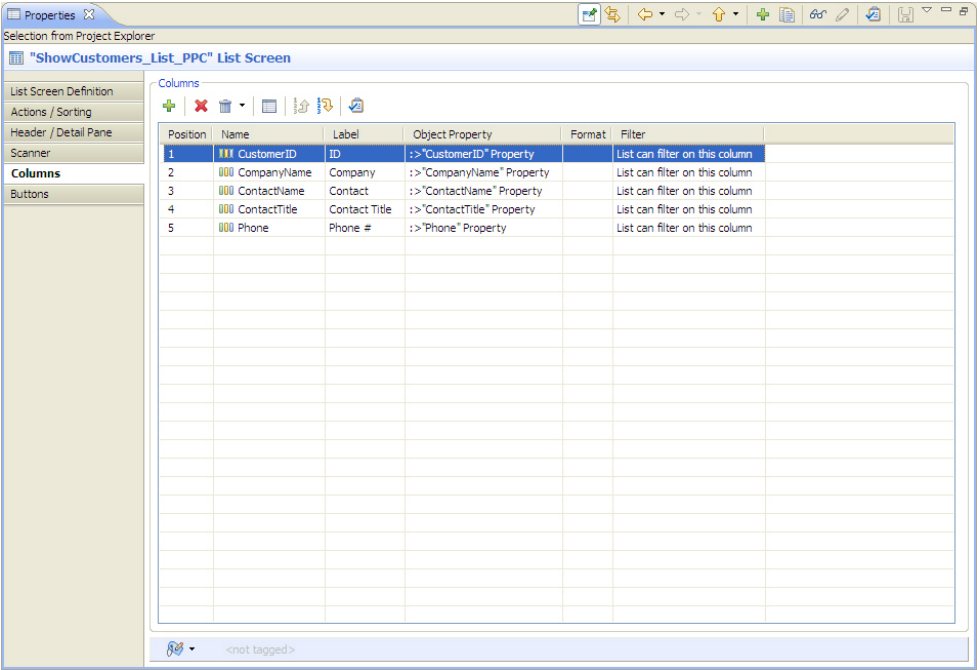 Properties
Selection from Project Explorer
"ShowCustomers_List_PPC" List Screen
List Screen Definition
Actions / Sorting
Header / Detail Pane
Scanner
Columns
Buttons
Columns
Position Name Label Object Property Format Filter
1 CustomerID ID :>"CustomerID" Property List can filter on this column
2 CompanyName Company :>"CompanyName" Property List can filter on this column
3 ContactName Contact :>"ContactName" Property List can filter on this column
4 ContactTitle Contact Title :>"ContactTitle" Property List can filter on this column
5 Phone Phone # :>"Phone" Property List can filter on this column
<not tagged>